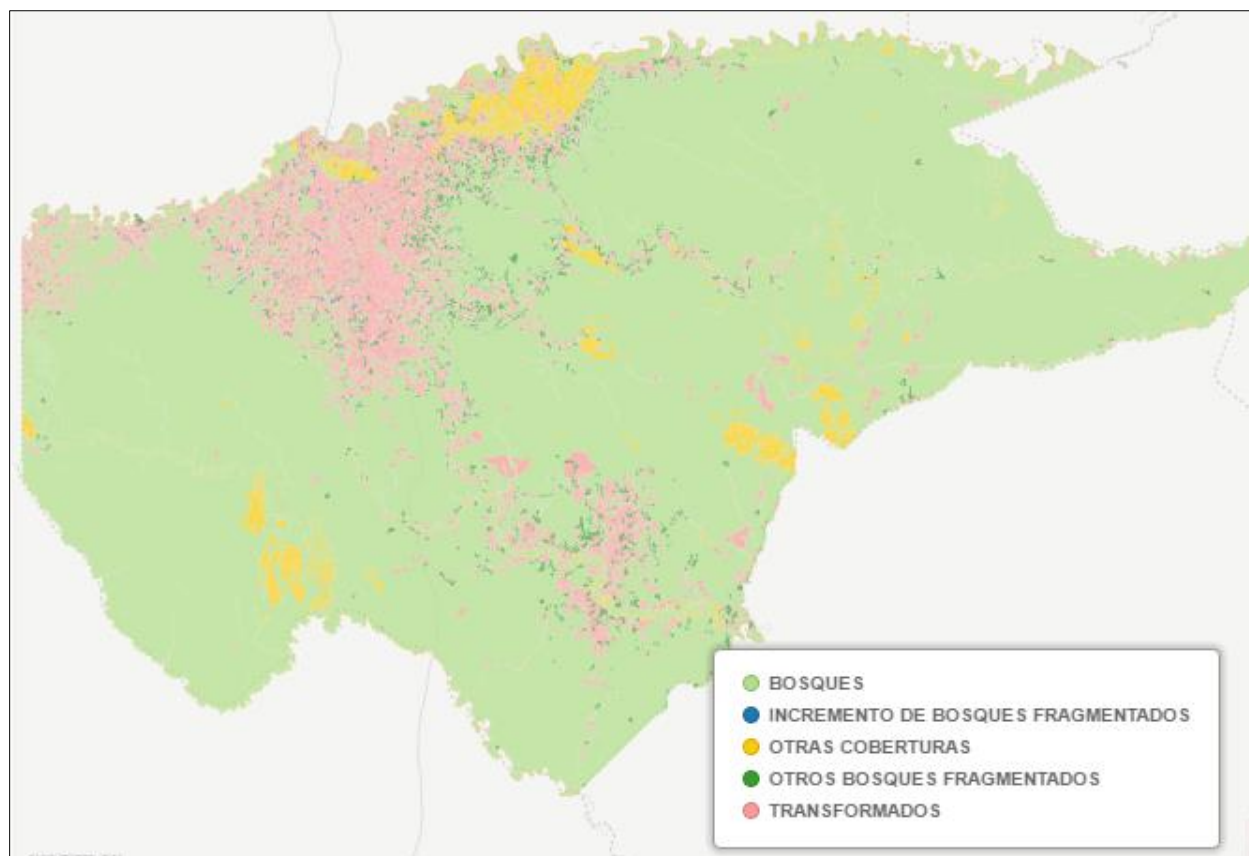 BOSQUES
INCREMENTO DE BOSQUES FRAGMENTADOS
OTRAS COBERTURAS
OTROS BOSQUES FRAGMENTADOS
TRANSFORMADOS